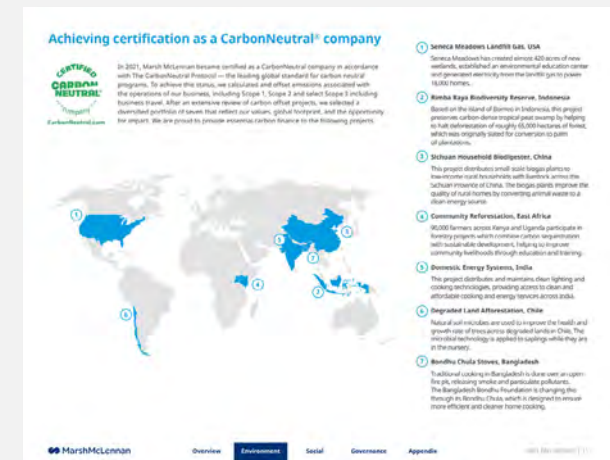 Achieving certification as a CarbonNeutral® company
CERTIFIED
CARBON
NEUTRAL®
company
CarbonNeutral.com
In 2021, Marsh McLennan became certified as a CarbonNeutral company in accordance
with The CarbonNeutral Protocol — the leading global standard for carbon neutral
programs. To achieve this status, we calculated and offset emissions associated with
the operations of our business, including Scope 1, Scope 2 and select Scope 3 including
business travel. After an extensive review of carbon offset projects, we selected a
diversified portfolio of seven that reflect our values, global footprint, and the opportunity
for impact. We are proud to provide essential carbon finance to the following projects.
1
2
3
4
5
6
7
1 Seneca Meadows Landfill Gas, USA
Seneca Meadows has created almost 420 acres of new
wetlands, established an environmental education center
and generated electricity from the landfill gas to power
18,000 homes.
2 Rimba Raya Biodiversity Reserve, Indonesia
Based on the island of Borneo in Indonesia, this project
preserves carbon-dense tropical peat swamp by helping
to halt deforestation of roughly 65,000 hectares of forest,
which was originally slated for conversion to palm
oil plantations.
3 Sichuan Household Biodigester, China
This project distributes small-scale biogas plants to
low-income rural households with livestock across the
Sichuan Province of China. The biogas plants improve the
quality of rural homes by converting animal waste to a
clean energy source.
4 Community Reforestation, East Africa
90,000 farmers across Kenya and Uganda participate in
forestry projects which combine carbon sequestration
with sustainable development, helping to improve
community livelihoods through education and training.
5 Domestic Energy Systems, India
This project distributes and maintains clean lighting and
cooking technologies, providing access to clean and
affordable cooking and energy services across India.
6 Degraded Land Afforestation, Chile
Natural soil microbes are used to improve the health and
growth rate of trees across degraded lands in Chile. The
microbial technology is applied to saplings while they are
in the nursery.
7 Bondhu Chula Stoves, Bangladesh
Traditional cooking in Bangladesh is done over an open
fire pit, releasing smoke and particulate pollutants.
The Bangladesh Bondhu Foundation is changing this
through its Bondhu Chula, which is designed to ensure
more efficient and cleaner home cooking.
MarshMcLennan
Overview Environment Social Governance Appendix